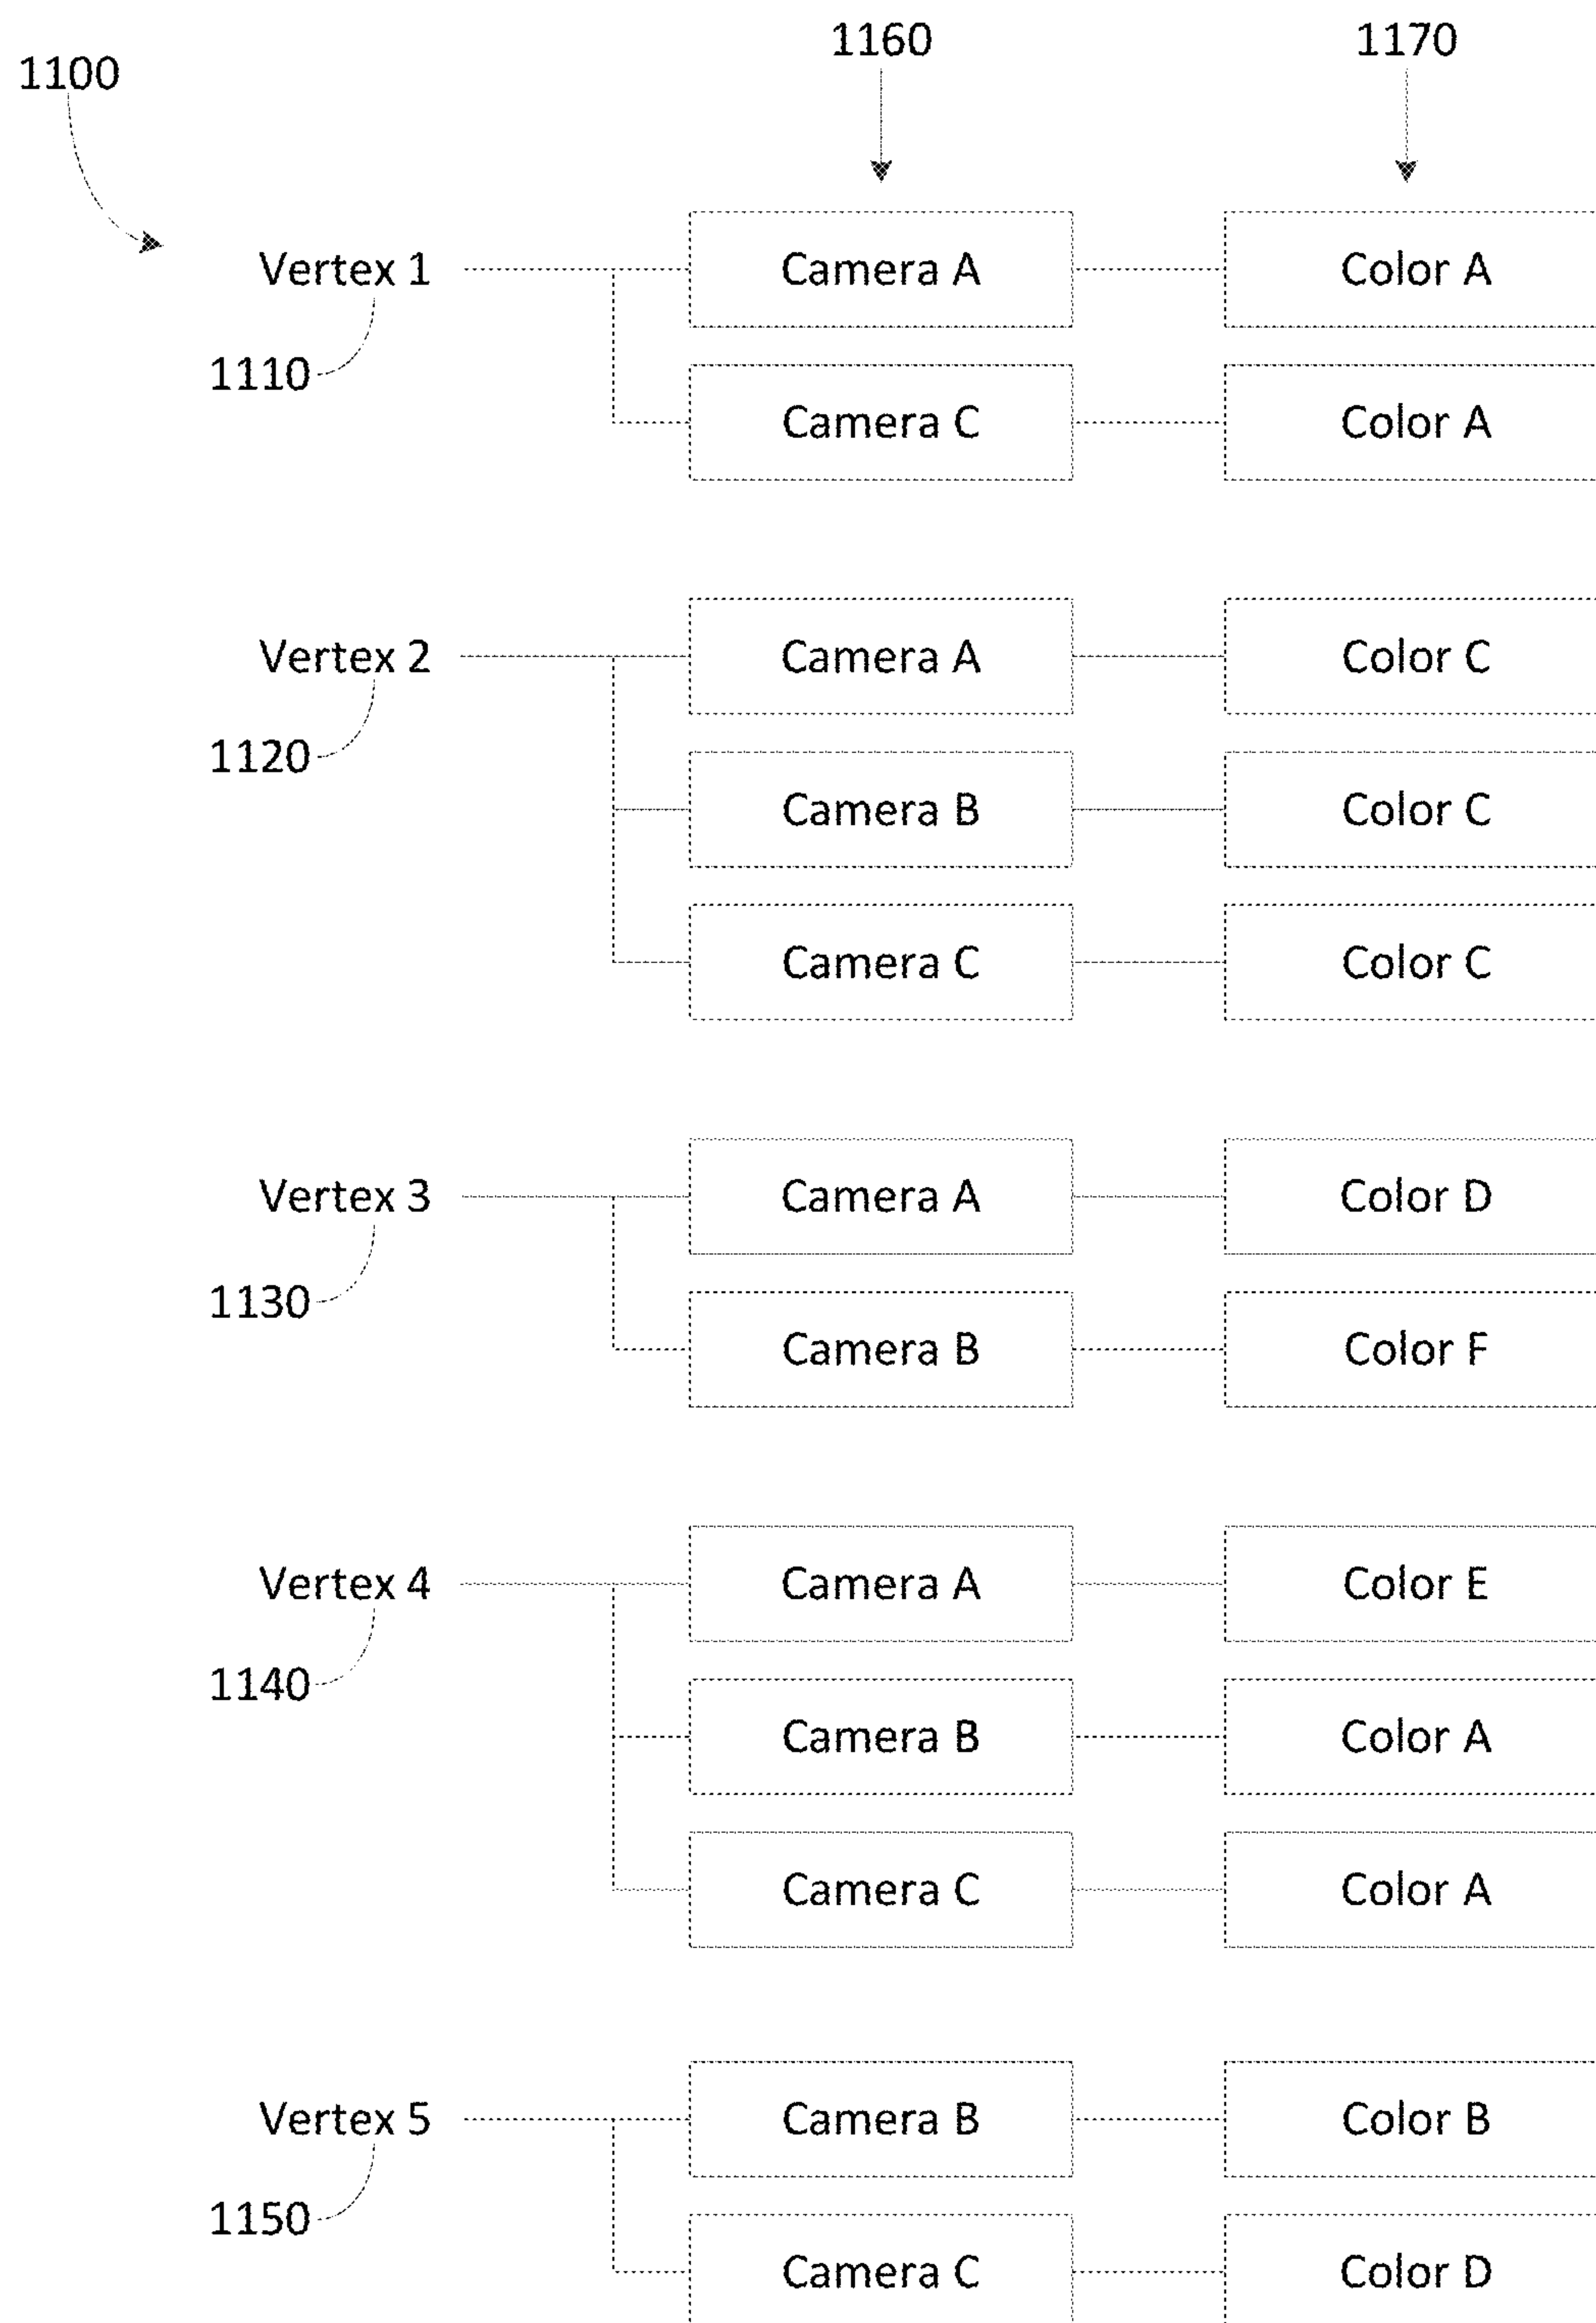 1160 1170
1100
Vertex 1 Camera A Color A
1110
Camera C Color A
Vertex 2 Camera A Color C
1120
Camera B Color C
Camera C Color C
Vertex 3 Camera A Color D
1130
Camera B Color F
Vertex 4 Camera A Color E
1140
Camera B Color A
Camera C Color A
Vertex 5 Camera B Color B
1150
Camera C Color D